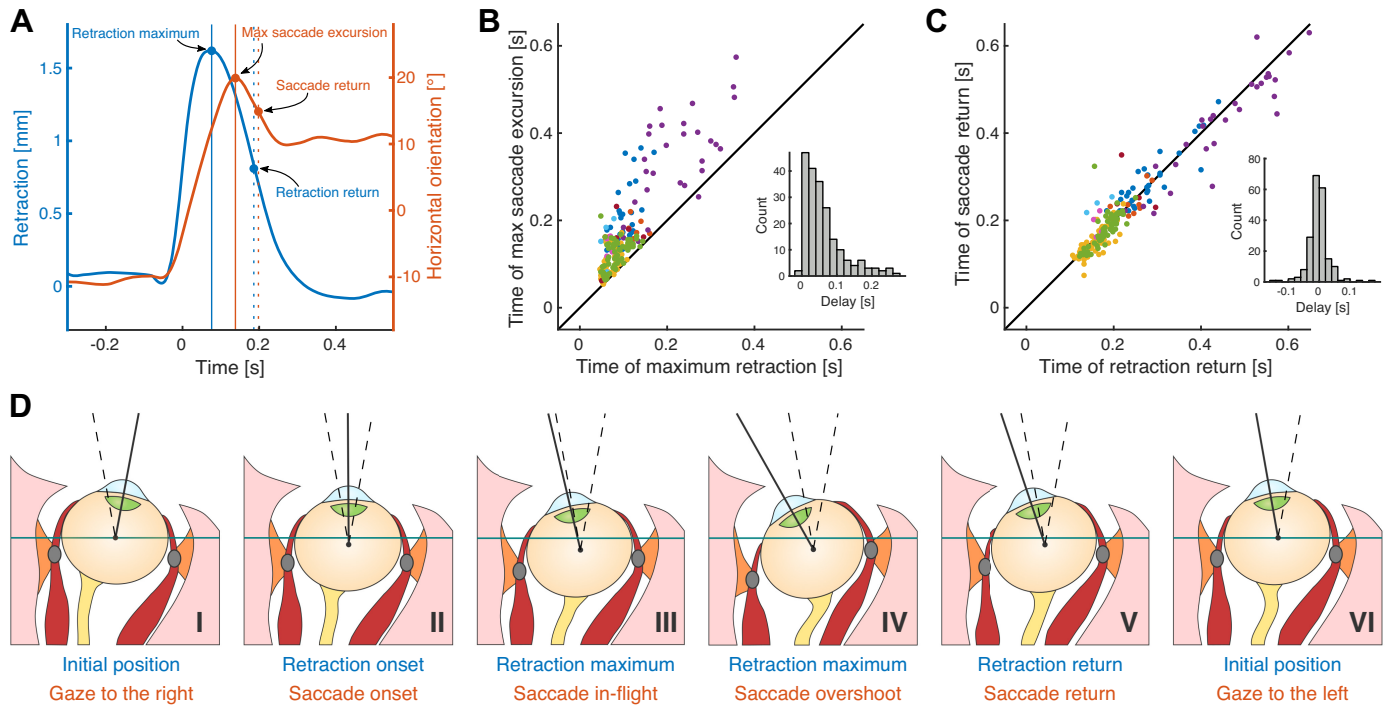 A
Retraction maximum
Max saccade excursion
Saccade return
Retraction return
Retraction [mm]
1.5
1
0.5
0
Horizontal orientation [°]
20
10
0
-10
-0.2
0
0.2
0.4
Time [s]
B
Time of max saccade excursion [s]
0.6
0.4
0.2
0
0
0.2
0.4
0.6
Time of maximum retraction [s]
Count
40
20
0
0
0.1
0.2
Delay [s]
C
Time of saccade return [s]
0.6
0.4
0.2
0
0
0.2
0.4
0.6
Time of retraction return [s]
Count
80
60
40
20
0
-0.1
0
0.1
Delay [s]
D
I
II
III
IV
V
VI
Initial position
Gaze to the right
Retraction onset
Saccade onset
Retraction maximum
Saccade in-flight
Retraction maximum
Saccade overshoot
Retraction return
Saccade return
Initial position
Gaze to the left